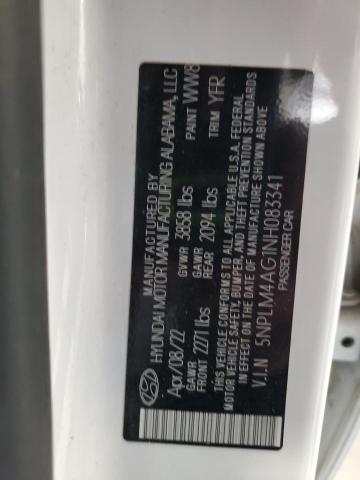 MANUFACTURED BY
HYUNDAI MOTOR MANUFACTURING ALABAMA, LLC
Apr/08/22 GVWR 3858 lbs PAINT WW8
GAWR FRONT 2271 lbs GAWR REAR 2094 lbs TRIM YFR
THIS VEHICLE CONFORMS TO ALL APPLICABLE U.S.A. FEDERAL
MOTOR VEHICLE SAFETY, BUMPER, AND THEFT PREVENTION STANDARDS
IN EFFECT ON THE DATE OF MANUFACTURE SHOWN ABOVE
V.I.N 5NPLM4AG1NH083341
PASSENGER CAR